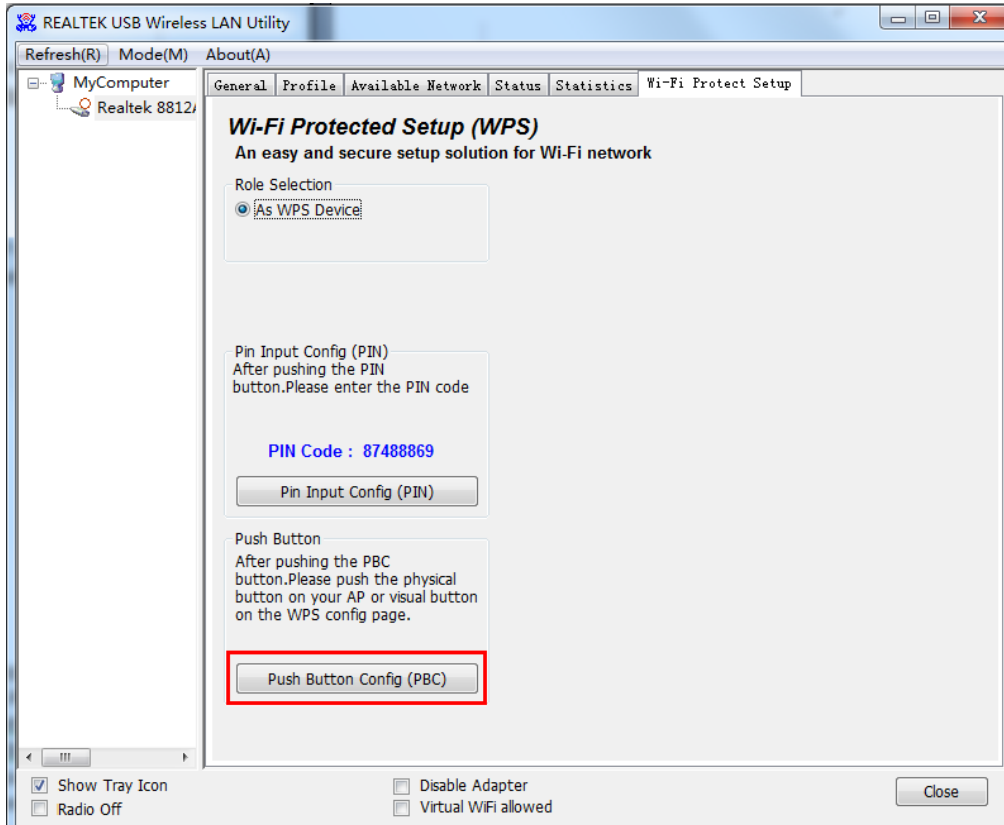 REALTEK USB Wireless LAN Utility
Refresh(R) Mode(M) About(A)
MyComputer
Realtek 8812A
General Profile Available Network Status Statistics Wi-Fi Protect Setup
Wi-Fi Protected Setup (WPS)
An easy and secure setup solution for Wi-Fi network
Role Selection
As WPS Device
Pin Input Config (PIN)
After pushing the PIN
button.Please enter the PIN code
PIN Code : 87488869
Pin Input Config (PIN)
Push Button
After pushing the PBC
button.Please push the physical
button on your AP or visual button
on the WPS config page.
Push Button Config (PBC)
Show Tray Icon
Radio Off
Disable Adapter
Virtual WiFi allowed
Close